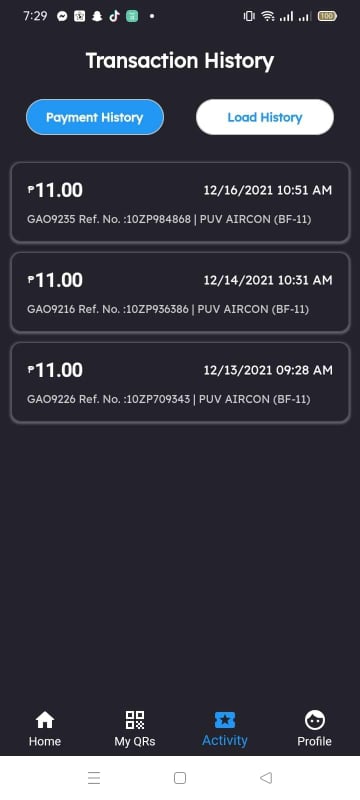 7:29
100
Transaction History
Payment History
Load History
₱11.00
12/16/2021 10:51 AM
GAO9235 Ref. No. :10ZP984868 | PUV AIRCON (BF-11)
₱11.00
12/14/2021 10:31 AM
GAO9216 Ref. No. :10ZP936386 | PUV AIRCON (BF-11)
₱11.00
12/13/2021 09:28 AM
GAO9226 Ref. No. :10ZP709343 | PUV AIRCON (BF-11)
Home
My QRs
Activity
Profile